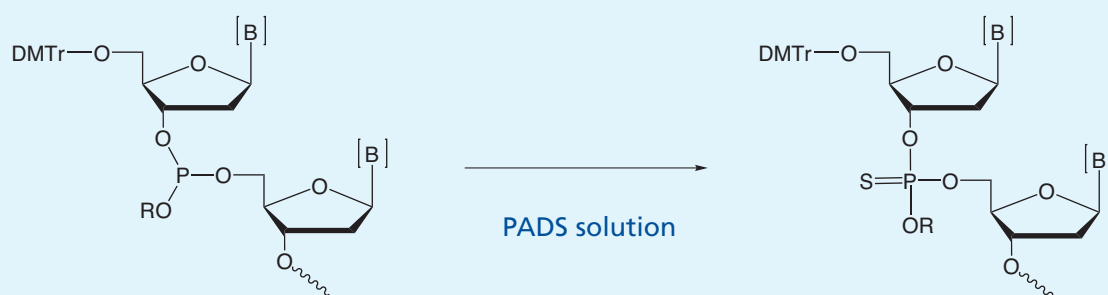 [B]
DMTr—O
O
O
[B]
P—O
O
RO
O
PADS solution
[B]
DMTr—O
O
O
[B
S=P—O
O
OR
O